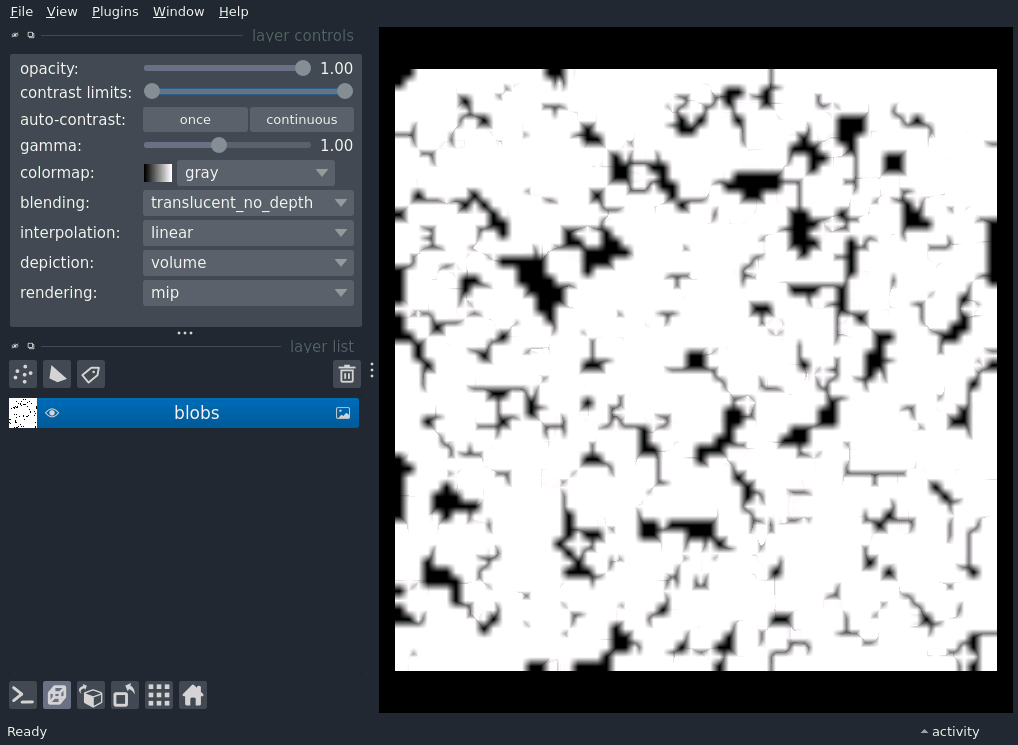 File View Plugins Window Help
layer controls
opacity: 1.00
contrast limits:
auto-contrast: once continuous
gamma: 1.00
colormap: gray
blending: translucent_no_depth
interpolation: linear
depiction: volume
rendering: mip
layer list
blobs
Ready activity